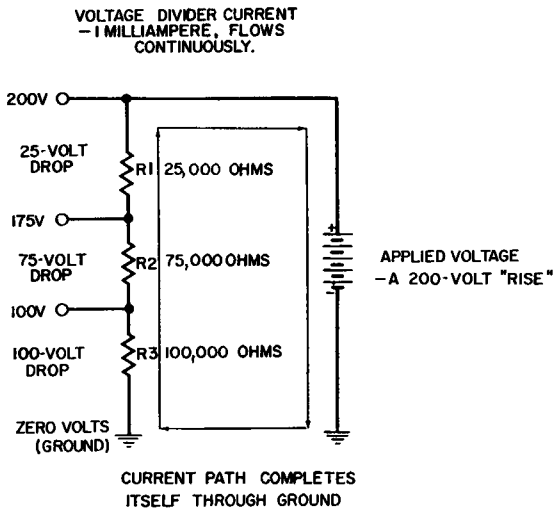 VOLTAGE DIVIDER CURRENT
—1 MILLIAMPERE, FLOWS
CONTINUOUSLY.
200V
25-VOLT
DROP
R1 25,000 OHMS
175V
75-VOLT
DROP
R2 75,000 OHMS
+
-
APPLIED VOLTAGE
—A 200-VOLT "RISE"
100V
100-VOLT
DROP
R3 100,000 OHMS
ZERO VOLTS
(GROUND)
CURRENT PATH COMPLETES
ITSELF THROUGH GROUND